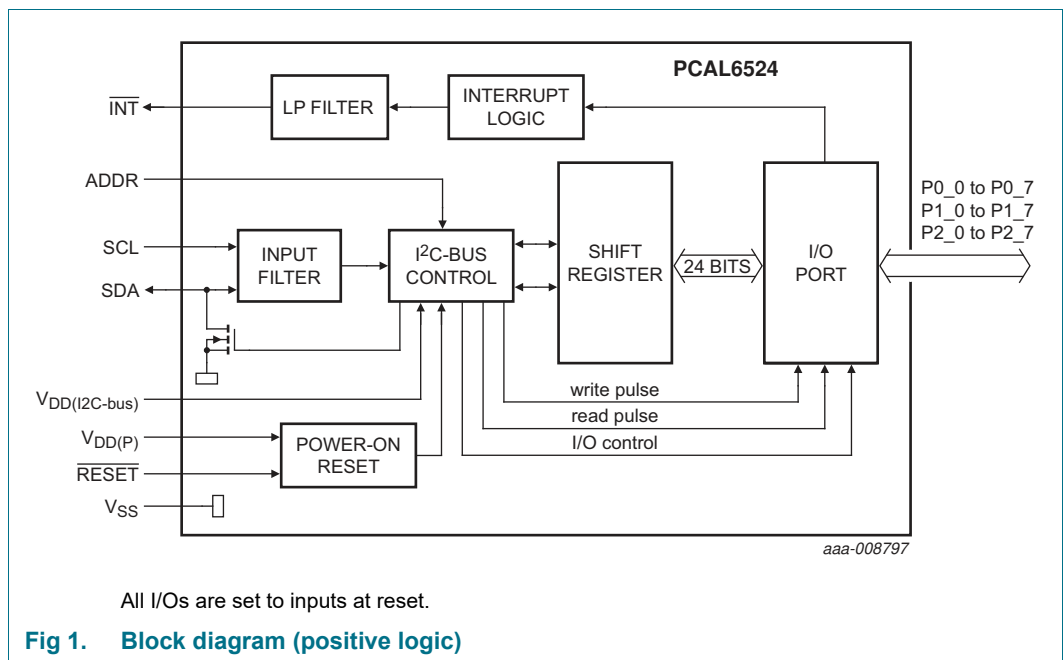 PCAL6524
INT
LP FILTER
INTERRUPT
LOGIC
ADDR
P0_0 to P0_7
P1_0 to P1_7
P2_0 to P2_7
SCL
SDA
INPUT
FILTER
I2C-BUS
CONTROL
SHIFT
REGISTER
24 BITS
I/O
PORT
write pulse
read pulse
I/O control
VDD(I2C-bus)
VDD(P)
RESET
POWER-ON
RESET
VSS
aaa-008797
All I/Os are set to inputs at reset.
Fig 1. Block diagram (positive logic)